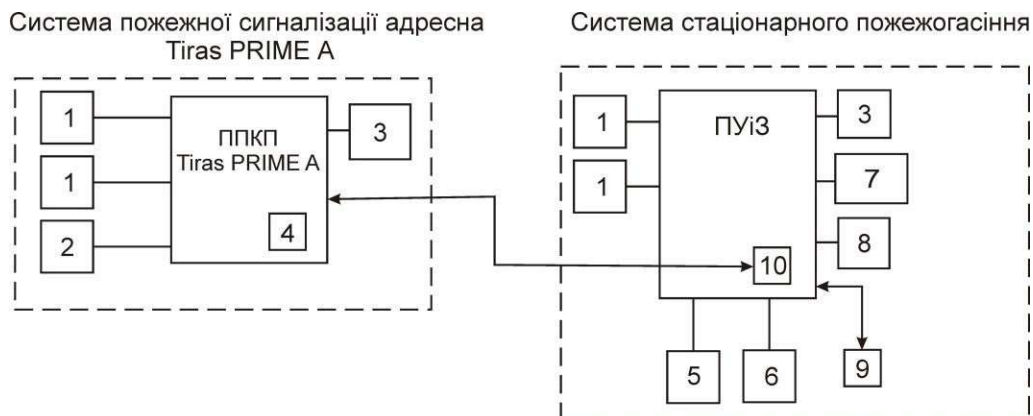 Система пожежної сигналізації адресна
Tiras PRIME A
Система стаціонарного пожежогасіння
1
1
2
ППКП
Tiras PRIME A
4
3
1
1
ПУіЗ
10
3
7
8
5
6
9